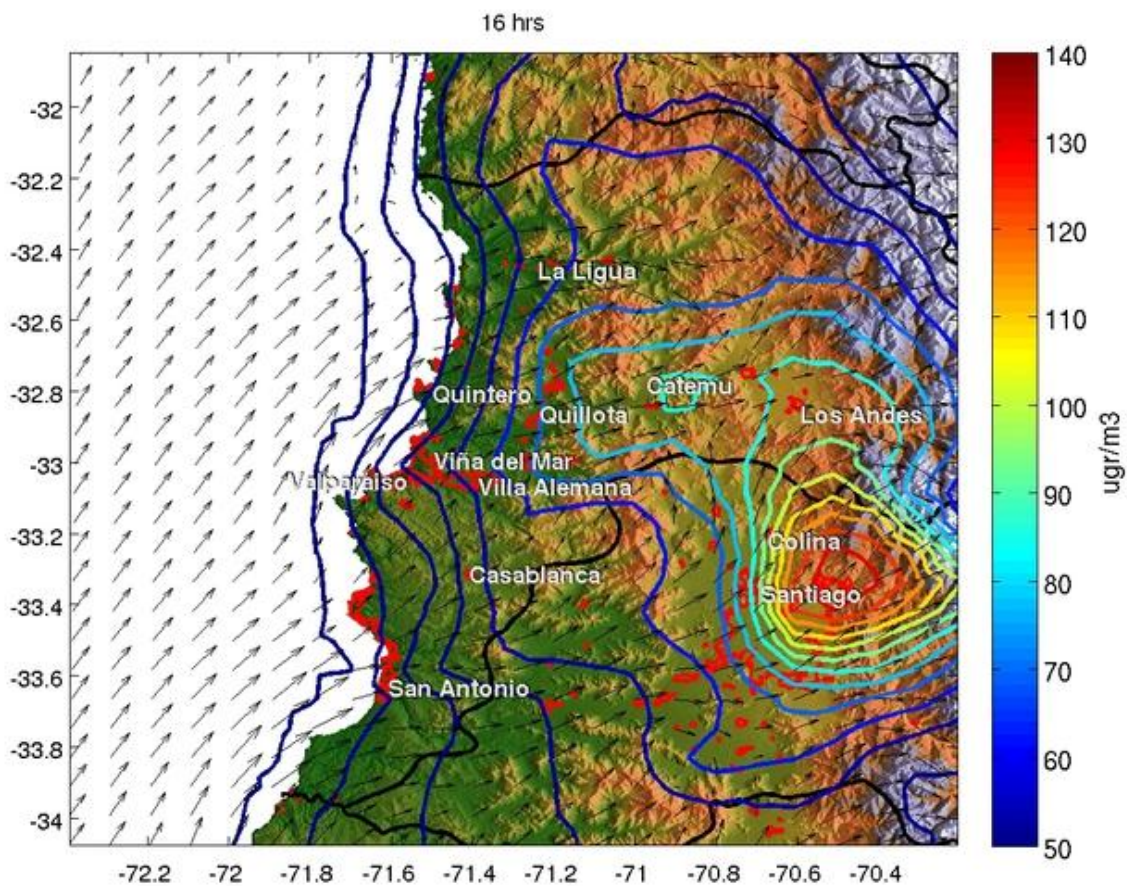 16 hrs
140
130
120
110
100
90
80
70
60
50
ugr/m3
-32
-32.2
-32.4
-32.6
-32.8
-33
-33.2
-33.4
-33.6
-33.8
-34
La Ligua
Quintero
Catemu
Quillota
Los Andes
Viña del Mar
Valparaíso
Villa Alemana
Colina
Casablanca
Santiago
San Antonio
-72.2
-72
-71.8
-71.6
-71.4
-71.2
-71
-70.8
-70.6
-70.4